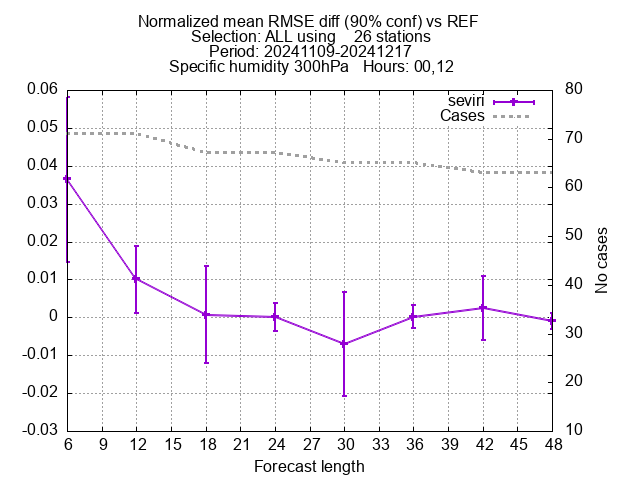 Normalized mean RMSE diff (90% conf) vs REF
Selection: ALL using    26 stations
Period: 20241109-20241217
Specific humidity 300hPa   Hours: 00,12
seviri
Cases
0.06
0.05
0.04
0.03
0.02
0.01
0
-0.01
-0.02
-0.03
80
70
60
50
40
30
20
10
No cases
6 9 12 15 18 21 24 27 30 33 36 39 42 45 48
Forecast length